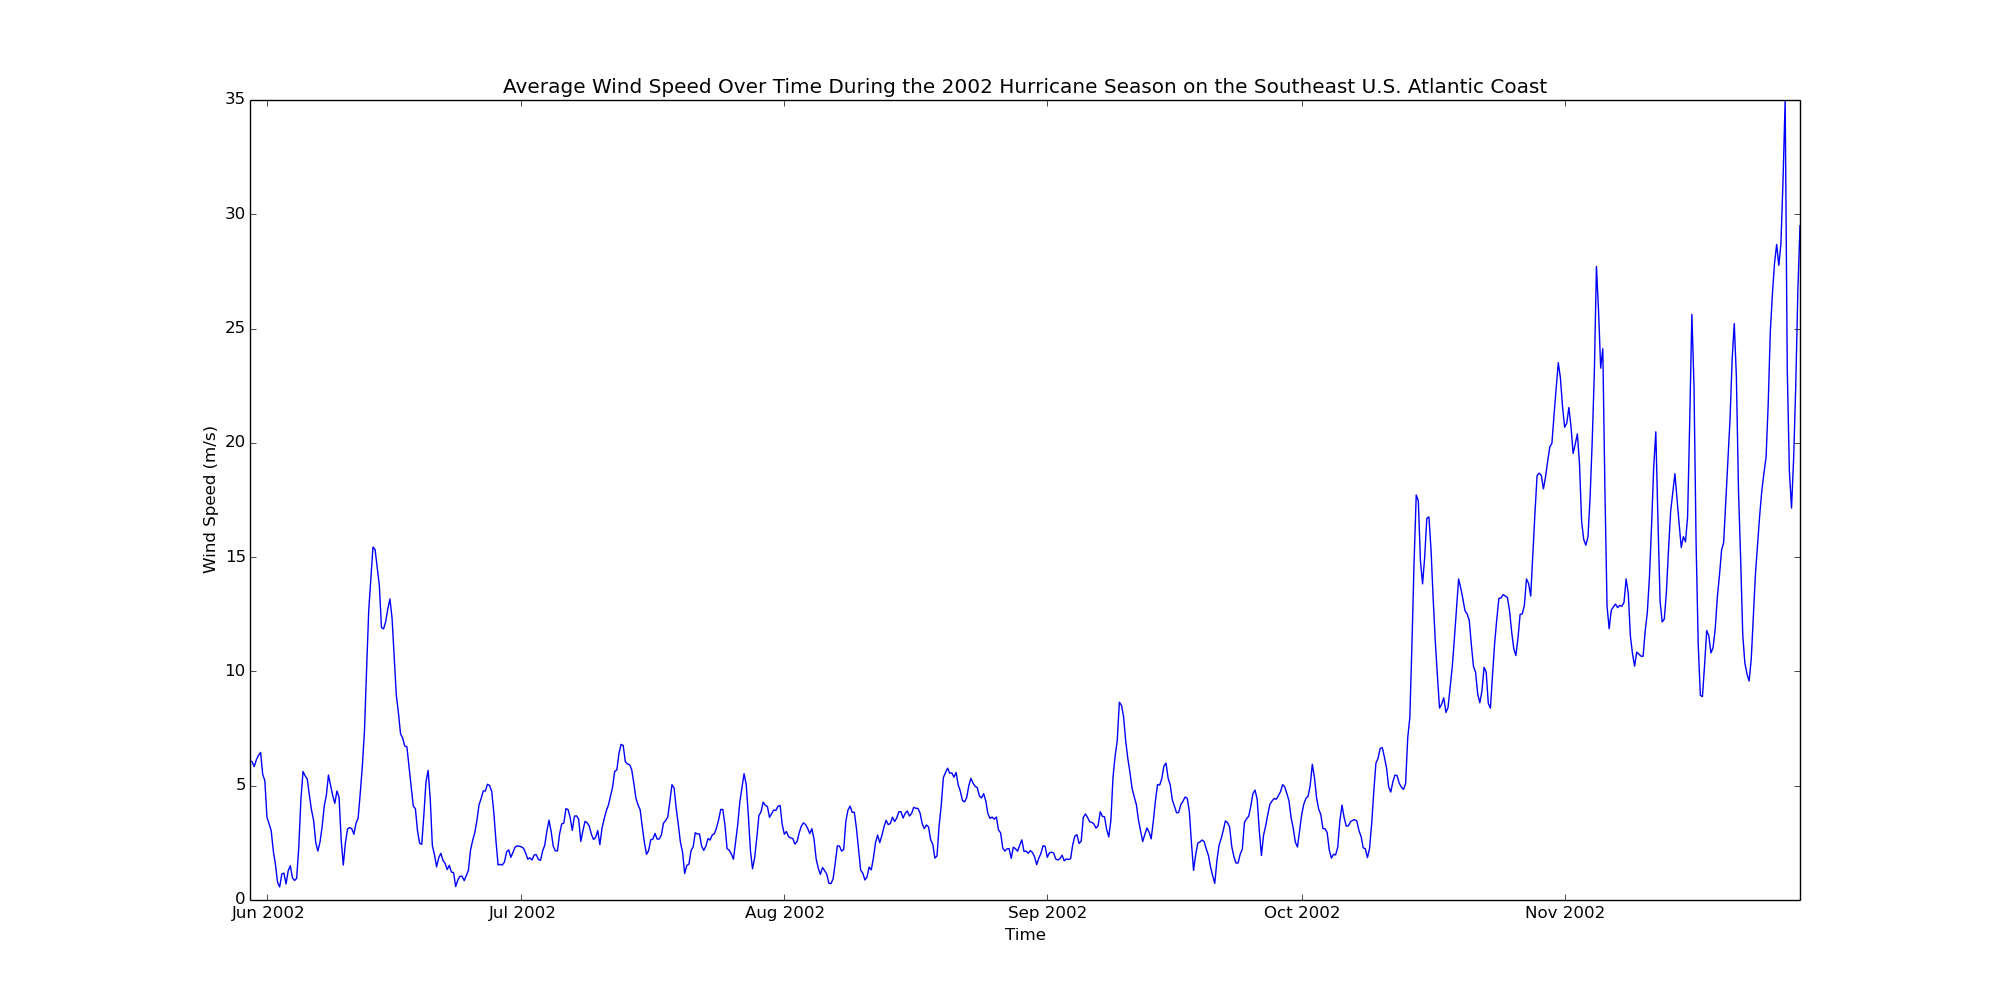 Average Wind Speed Over Time During the 2002 Hurricane Season on the Southeast U.S. Atlantic Coast
35
30
25
20
15
10
5
0
Wind Speed (m/s)
Jun 2002 Jul 2002 Aug 2002 Sep 2002 Oct 2002 Nov 2002
Time